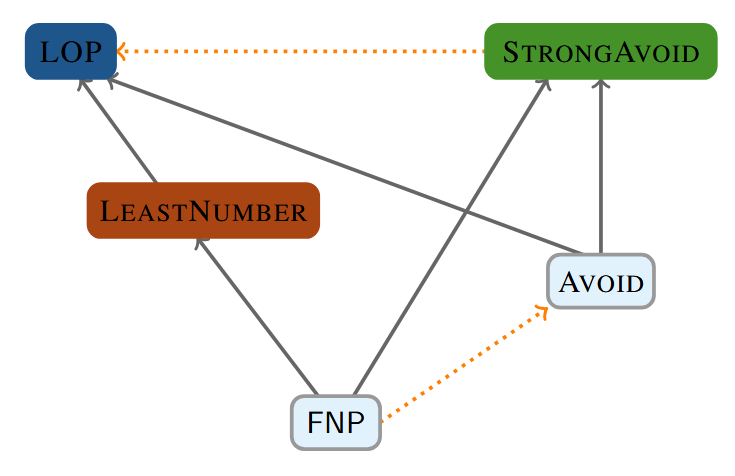 LOP
STRONGAVOID
LEASTNUMBER
AVOID
FNP